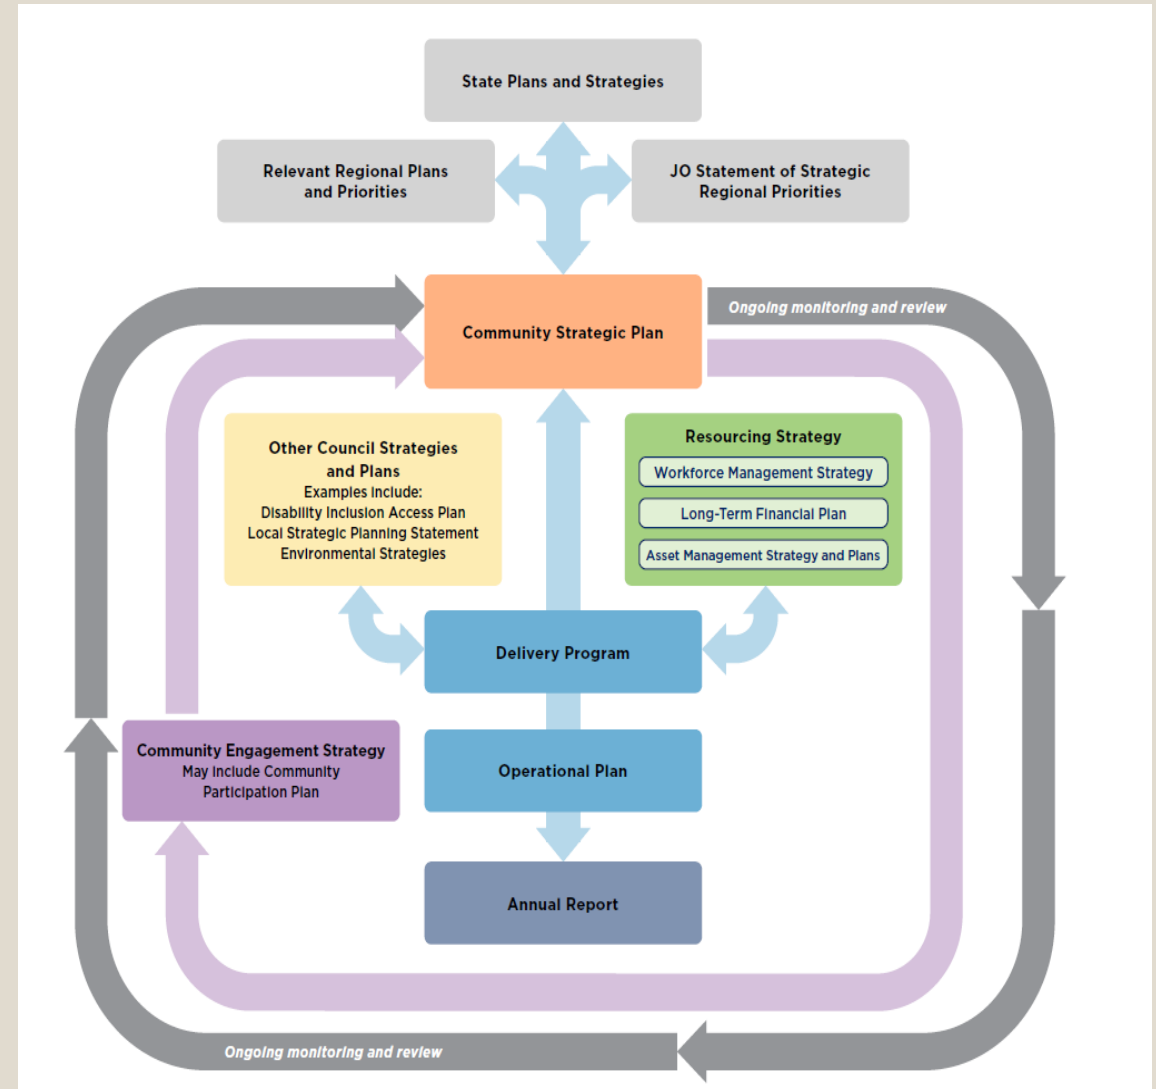 State Plans and Strategies
Relevant Regional Plans
and Priorities
JO Statement of Strategic
Regional Priorities
Community Strategic Plan
Ongoing monitoring and review
Other Council Strategies
and Plans
Examples include:
Disability Inclusion Access Plan
Local Strategic Planning Statement
Environmental Strategies
Resourcing Strategy
Workforce Management Strategy
Long-Term Financial Plan
Asset Management Strategy and Plans
Delivery Program
Community Engagement Strategy
May include Community
Participation Plan
Operational Plan
Annual Report
Ongoing monitoring and review